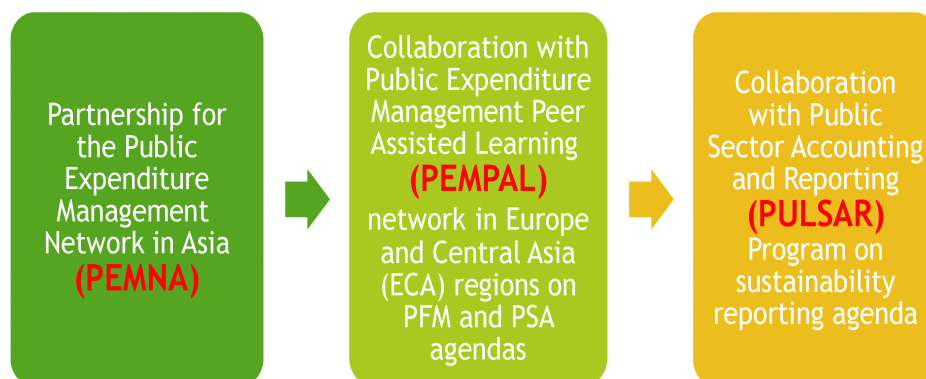 Partnership for
the Public
Expenditure
Management
Network in Asia
(PEMNA)
Collaboration with
Public Expenditure
Management Peer
Assisted Learning
(PEMPAL)
network in Europe
and Central Asia
(ECA) regions on
PFM and PSA
agendas
Collaboration
with Public
Sector Accounting
and Reporting
(PULSAR)
Program on
sustainability
reporting agenda